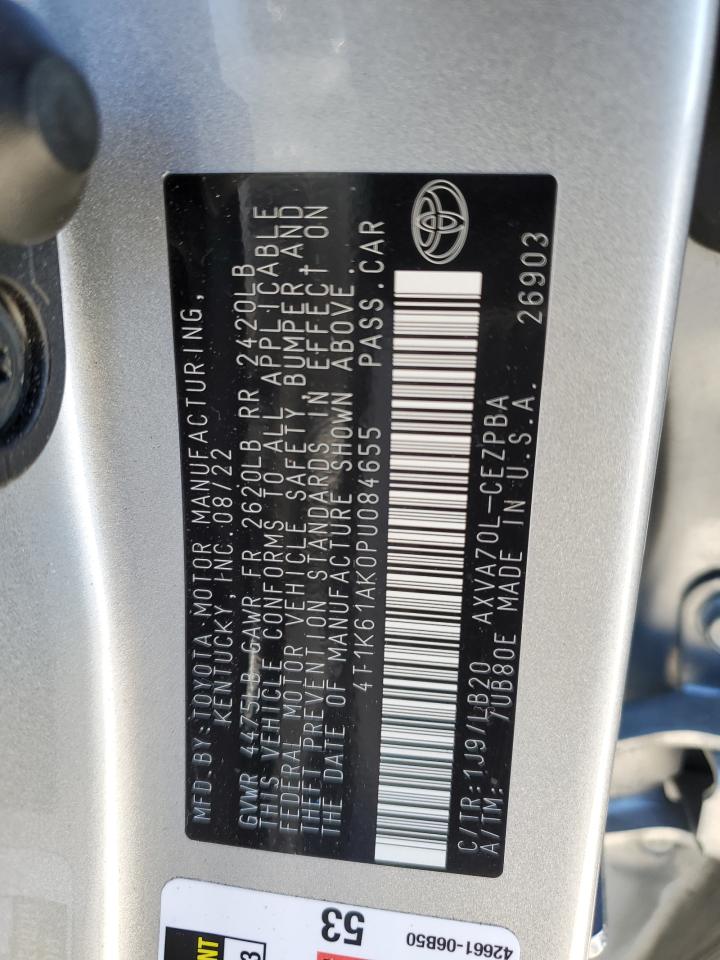 MFD.BY:TOYOTA MOTOR MANUFACTURING,
KENTUCKY,INC.08/22
GVWR 4475LB GAWR FR 2620LB RR 2420LB
THIS VEHICLE CONFORMS TO ALL APPLICABLE
FEDERAL MOTOR VEHICLE SAFETY, BUMPER, AND
THEFT PREVENTION STANDARDS IN EFFECT ON
THE DATE OF MANUFACTURE SHOWN ABOVE.
4T1K61AK0PU084655 PASS.CAR
C/TR:1J9/LB20 AXVA70L-CEZPBA
A/TM: /UB80E MADE IN U.S.A. 26903
53
42661-06B50